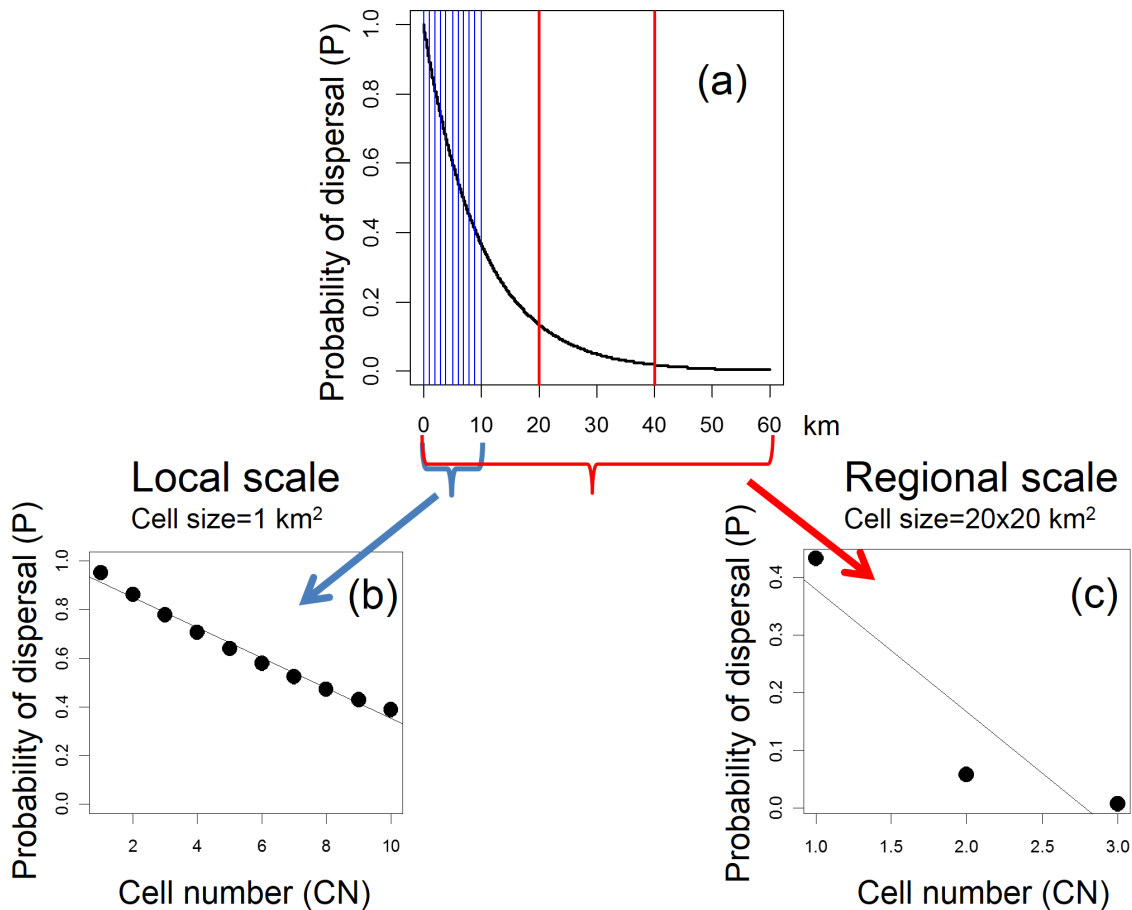 Probability of dispersal (P)
1.0
0.8
0.6
0.4
0.2
0.0
(a)
0 10 20 30 40 50 60 km
Local scale
Cell size=1 km²
Regional scale
Cell size=20x20 km²
Probability of dispersal (P)
1.0
0.8
0.6
0.4
0.2
0.0
(b)
2 4 6 8 10
Cell number (CN)
Probability of dispersal (P)
0.4
0.3
0.2
0.1
0.0
(c)
1.0 1.5 2.0 2.5 3.0
Cell number (CN)